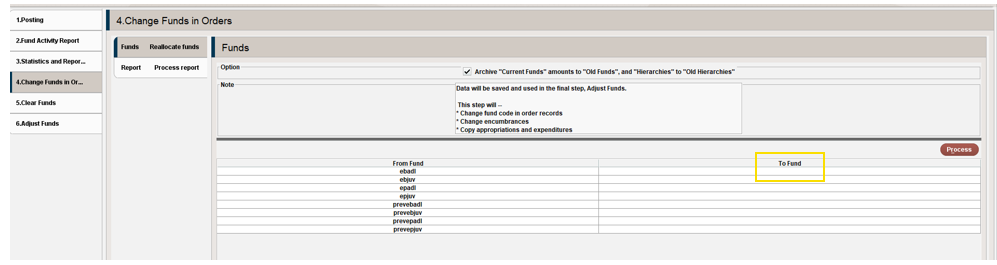 4.Change Funds in Orders
1.Posting
2.Fund Activity Report
3.Statistics and Repor...
4.Change Funds in Or...
5.Clear Funds
6.Adjust Funds
Funds Reallocate funds
Report Process report
Funds
Option
Archive "Current Funds" amounts to "Old Funds", and "Hierarchies" to "Old Hierarchies"
Note
Data will be saved and used in the final step, Adjust Funds.
This step will --
* Change fund code in order records
* Change encumbrances
* Copy appropriations and expenditures
Process
From Fund To Fund
ebadl
ebjuv
epadl
epjuv
prevebadl
prevebjuv
prevepadl
prevepjuv